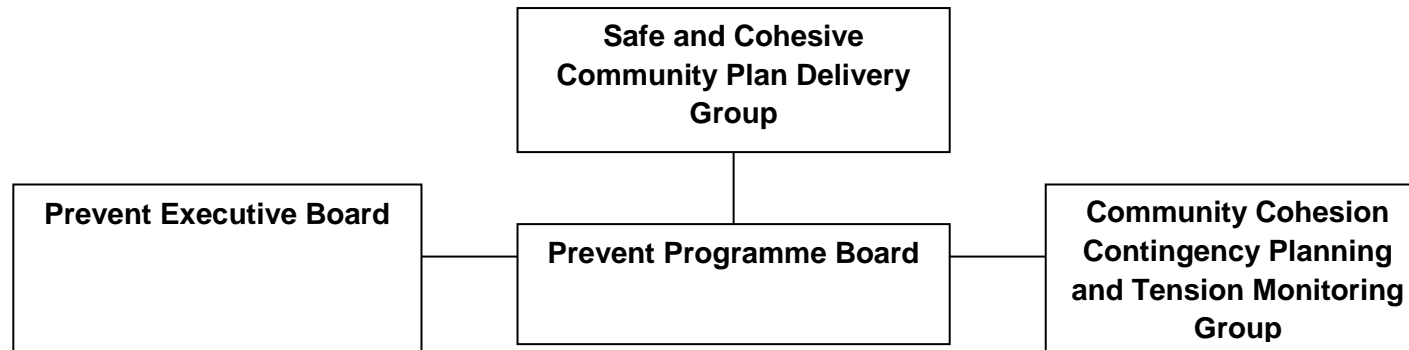 Safe and Cohesive
Community Plan Delivery
Group
Prevent Executive Board
Prevent Programme Board
Community Cohesion
Contingency Planning
and Tension Monitoring
Group